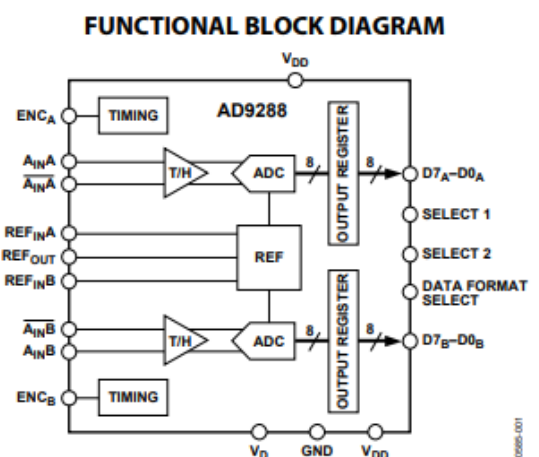 FUNCTIONAL BLOCK DIAGRAM
VDD
AD9288
ENCA
TIMING
OUTPUT REGISTER
AINA
AINA
T/H
ADC
8
8
D7A–D0A
SELECT 1
REFINA
REFOUT
REFINB
REF
SELECT 2
DATA FORMAT
SELECT
OUTPUT REGISTER
AINB
AINB
T/H
ADC
8
8
D7B–D0B
ENCB
TIMING
VD
GND
VDD